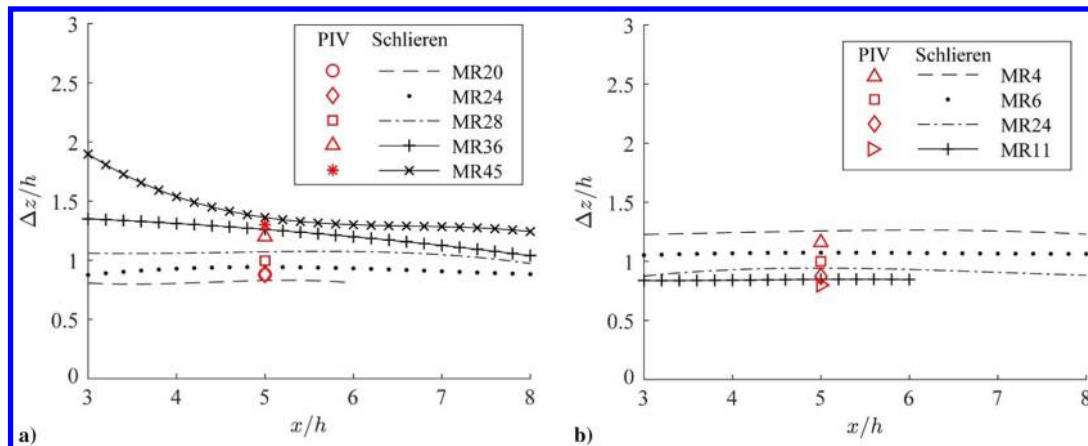 3
2.5
2
1.5
1
0.5
0
3 4 5 6 7 8
Δz/h
x/h
a)
PIV Schlieren
MR20
MR24
MR28
MR36
MR45
3
2.5
2
1.5
1
0.5
0
3 4 5 6 7 8
Δz/h
x/h
b)
PIV Schlieren
MR4
MR6
MR24
MR11